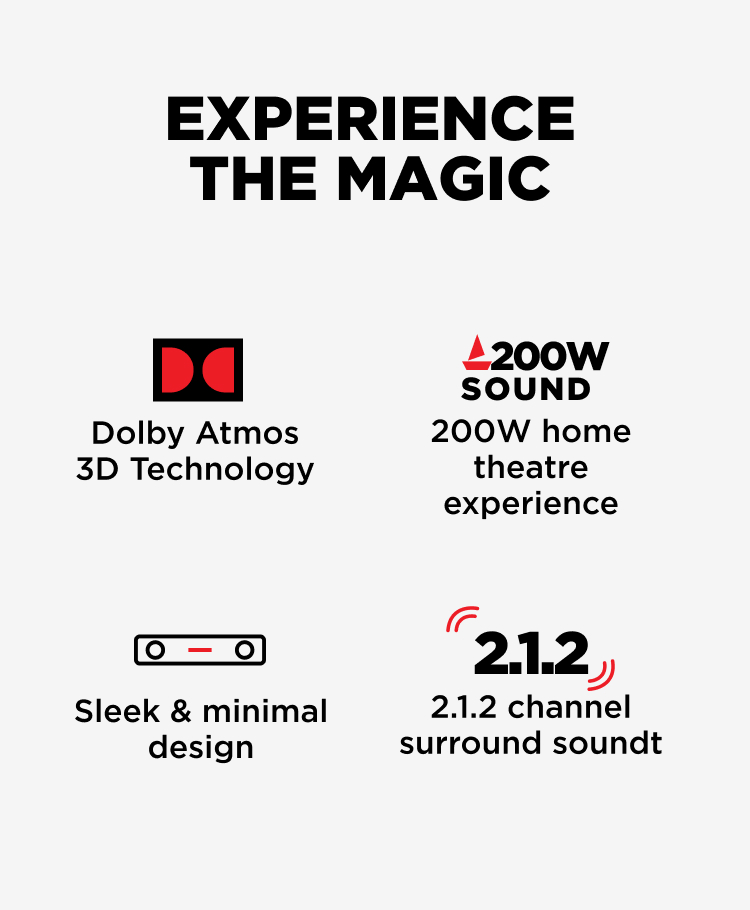 EXPERIENCE
THE MAGIC
Dolby Atmos
3D Technology
200W
SOUND
200W home
theatre
experience
Sleek & minimal
design
2.1.2
2.1.2 channel
surround soundt